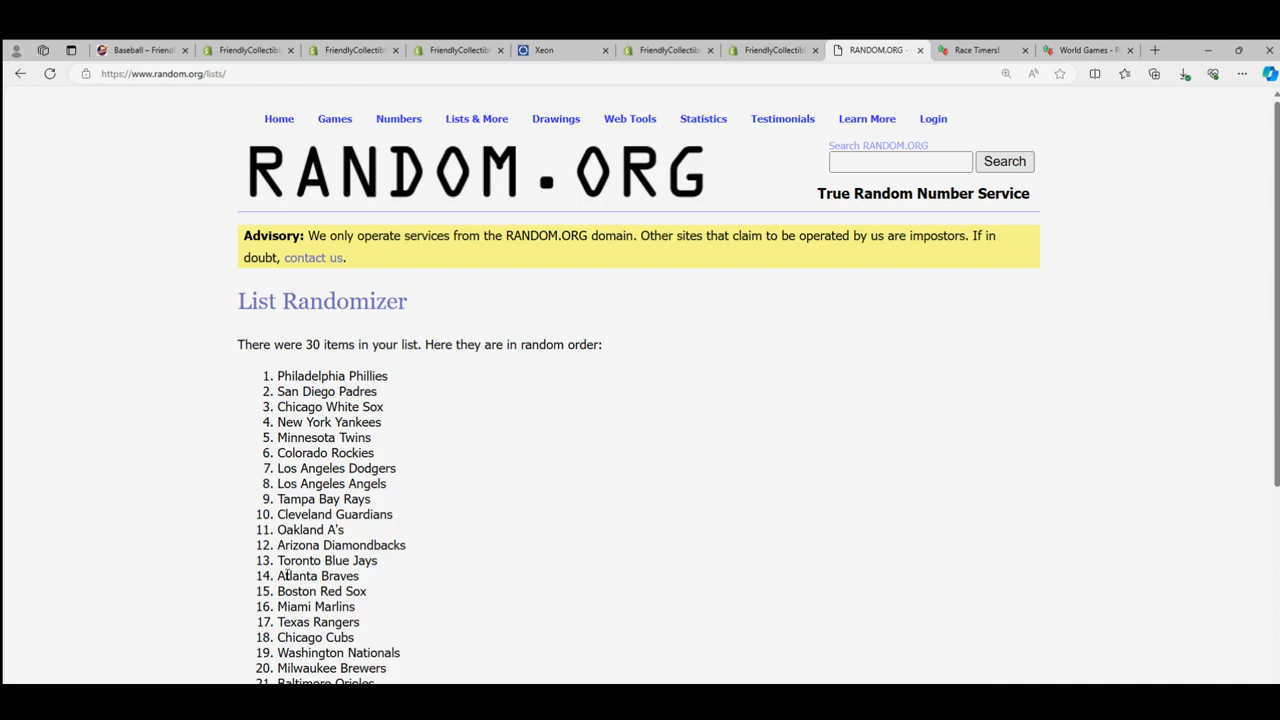 Baseball – Friendl
FriendlyCollectibl
FriendlyCollectibl
FriendlyCollectibl
Xeon
FriendlyCollectibl
FriendlyCollectibl
RANDOM.ORG -
Race Timers!
World Games - R
https://www.random.org/lists/
Home
Games
Numbers
Lists & More
Drawings
Web Tools
Statistics
Testimonials
Learn More
Login
RANDOM.ORG
Search RANDOM.ORG
Search
True Random Number Service
Advisory: We only operate services from the RANDOM.ORG domain. Other sites that claim to be operated by us are impostors. If in
doubt, contact us.
List Randomizer
There were 30 items in your list. Here they are in random order:
1. Philadelphia Phillies
2. San Diego Padres
3. Chicago White Sox
4. New York Yankees
5. Minnesota Twins
6. Colorado Rockies
7. Los Angeles Dodgers
8. Los Angeles Angels
9. Tampa Bay Rays
10. Cleveland Guardians
11. Oakland A's
12. Arizona Diamondbacks
13. Toronto Blue Jays
14. Atlanta Braves
15. Boston Red Sox
16. Miami Marlins
17. Texas Rangers
18. Chicago Cubs
19. Washington Nationals
20. Milwaukee Brewers
21. Baltimore Orioles